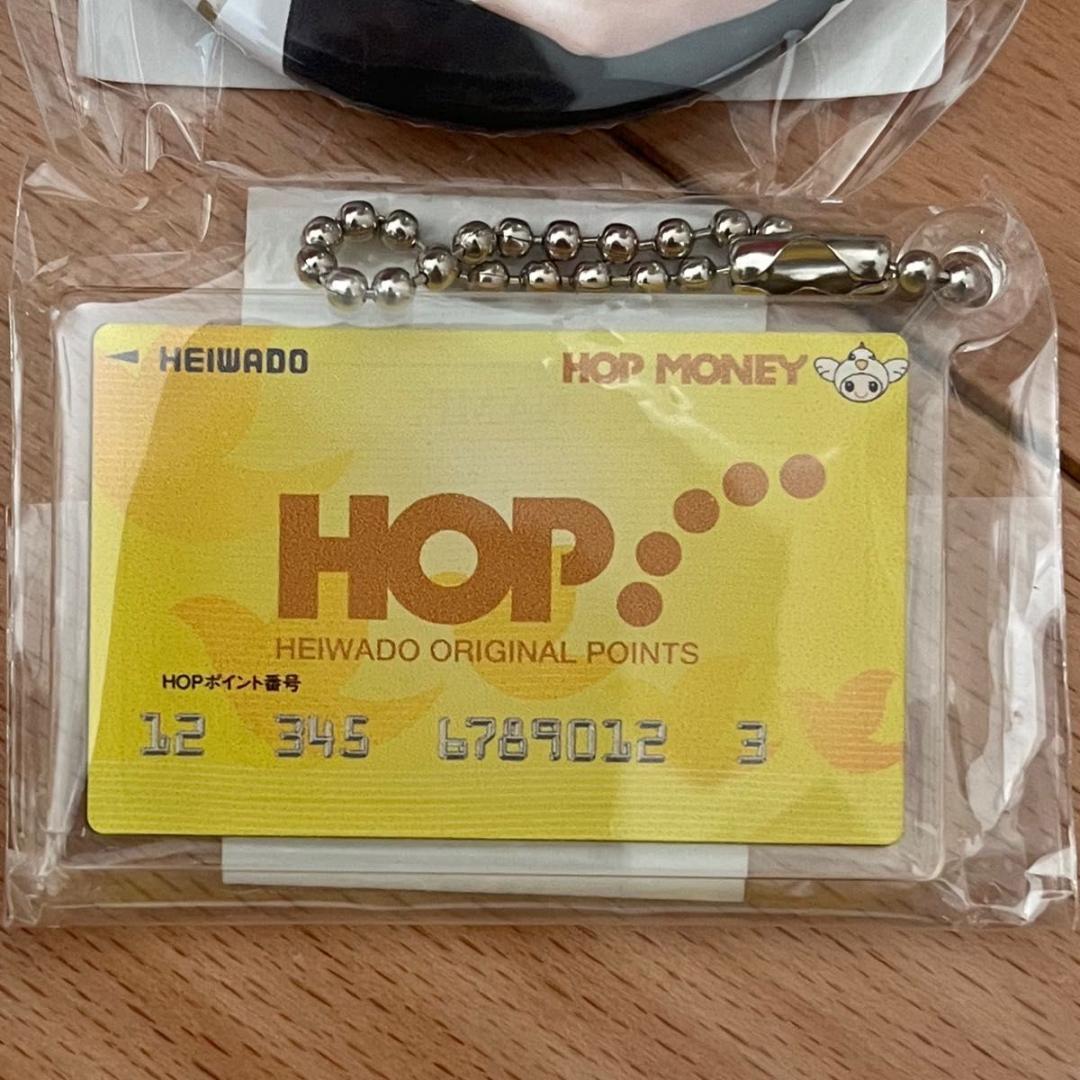 HEIWADO
HOP MONEY
HOP
HEIWADO ORIGINAL POINTS
HOPポイント番号
12 345 6789012 3